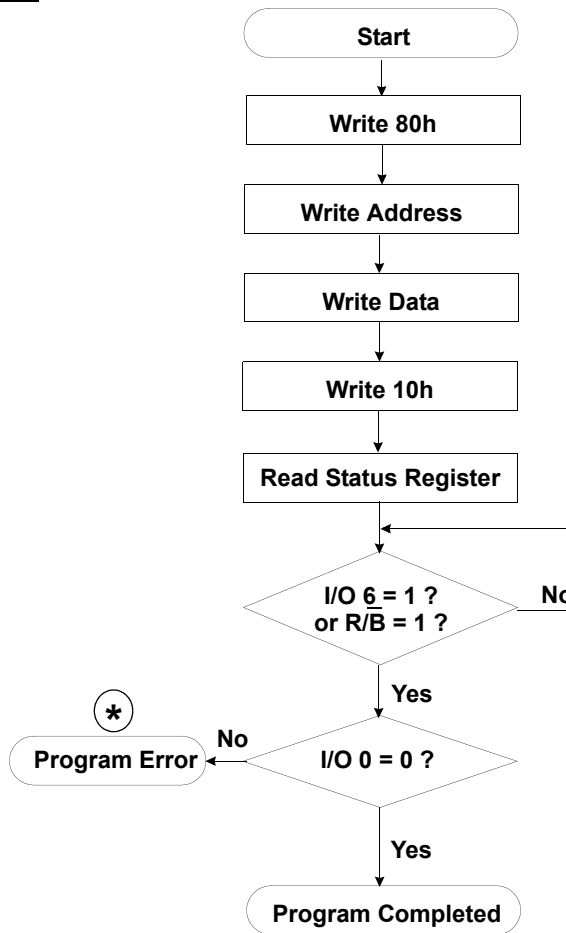 Start
Write 80h
Write Address
Write Data
Write 10h
Read Status Register
I/O 6 = 1 ?
or R/B̅ = 1 ?
No
Yes
*
Program Error
No
I/O 0 = 0 ?
Yes
Program Completed